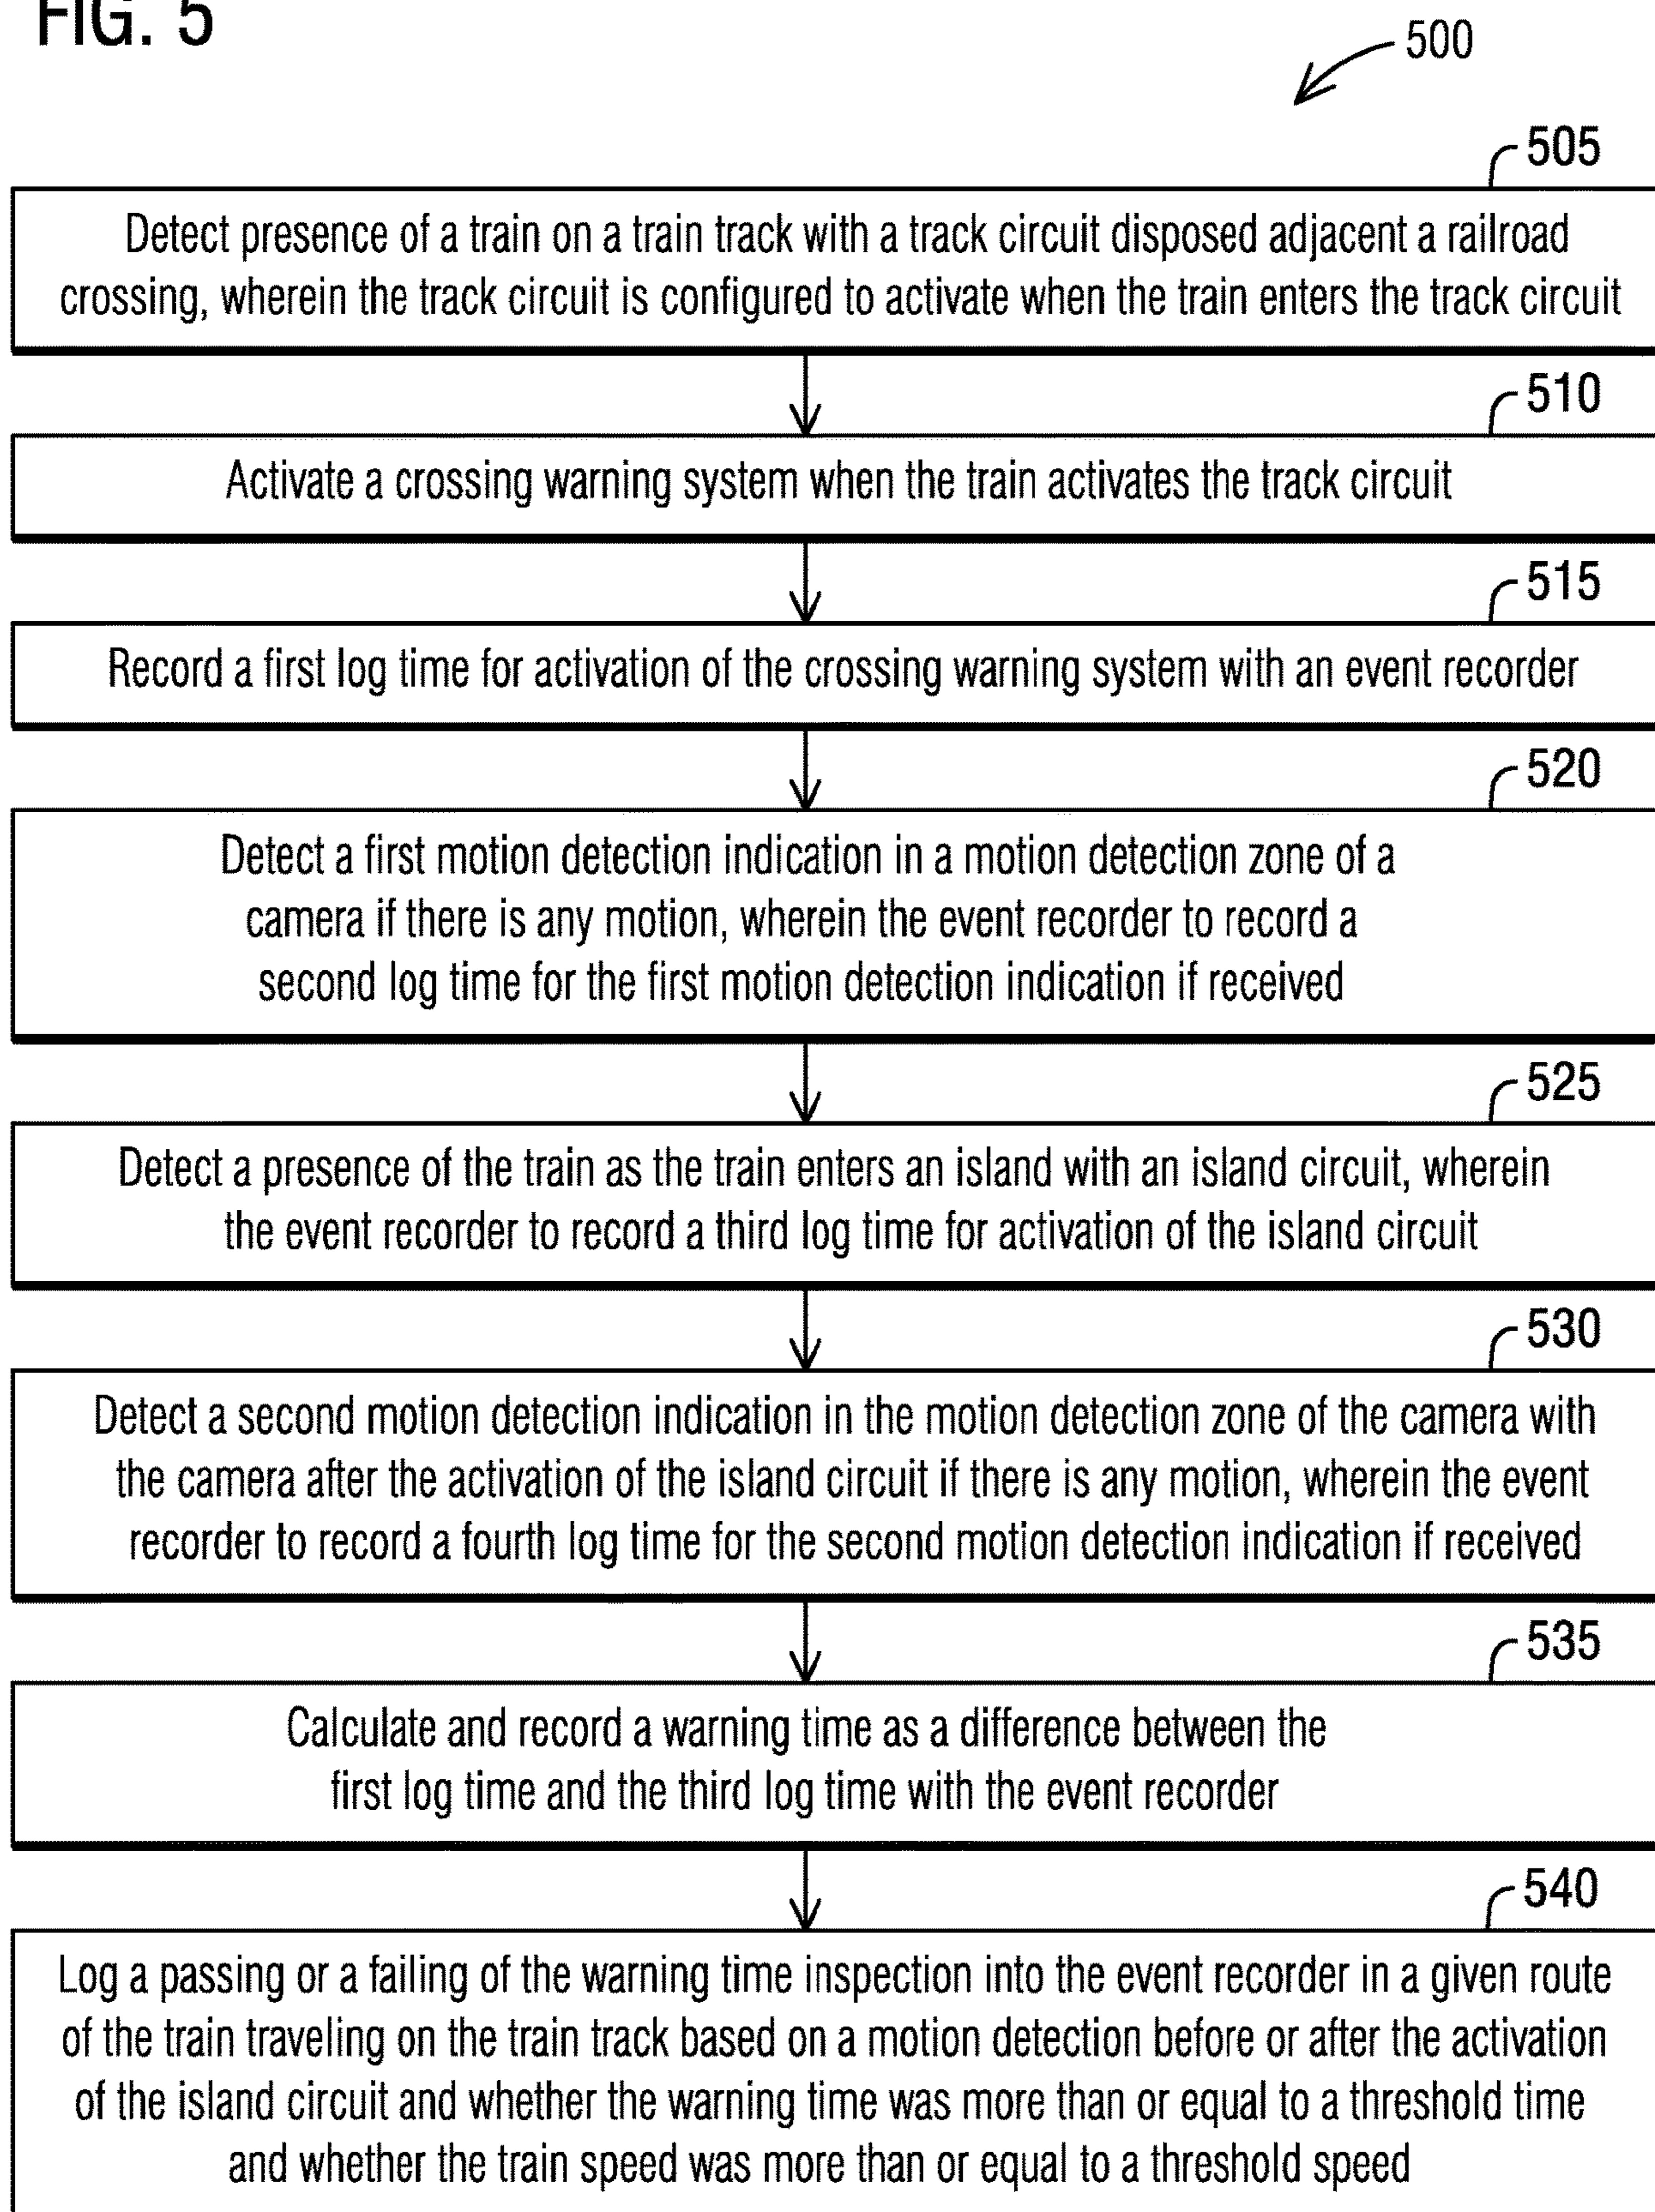 FIG. 5
500
505
Detect presence of a train on a train track with a track circuit disposed adjacent a railroad
crossing, wherein the track circuit is configured to activate when the train enters the track circuit
510
Activate a crossing warning system when the train activates the track circuit
515
Record a first log time for activation of the crossing warning system with an event recorder
520
Detect a first motion detection indication in a motion detection zone of a
camera if there is any motion, wherein the event recorder to record a
second log time for the first motion detection indication if received
525
Detect a presence of the train as the train enters an island with an island circuit, wherein
the event recorder to record a third log time for activation of the island circuit
530
Detect a second motion detection indication in the motion detection zone of the camera with
the camera after the activation of the island circuit if there is any motion, wherein the event
recorder to record a fourth log time for the second motion detection indication if received
535
Calculate and record a warning time as a difference between the
first log time and the third log time with the event recorder
540
Log a passing or a failing of the warning time inspection into the event recorder in a given route
of the train traveling on the train track based on a motion detection before or after the activation
of the island circuit and whether the warning time was more than or equal to a threshold time
and whether the train speed was more than or equal to a threshold speed